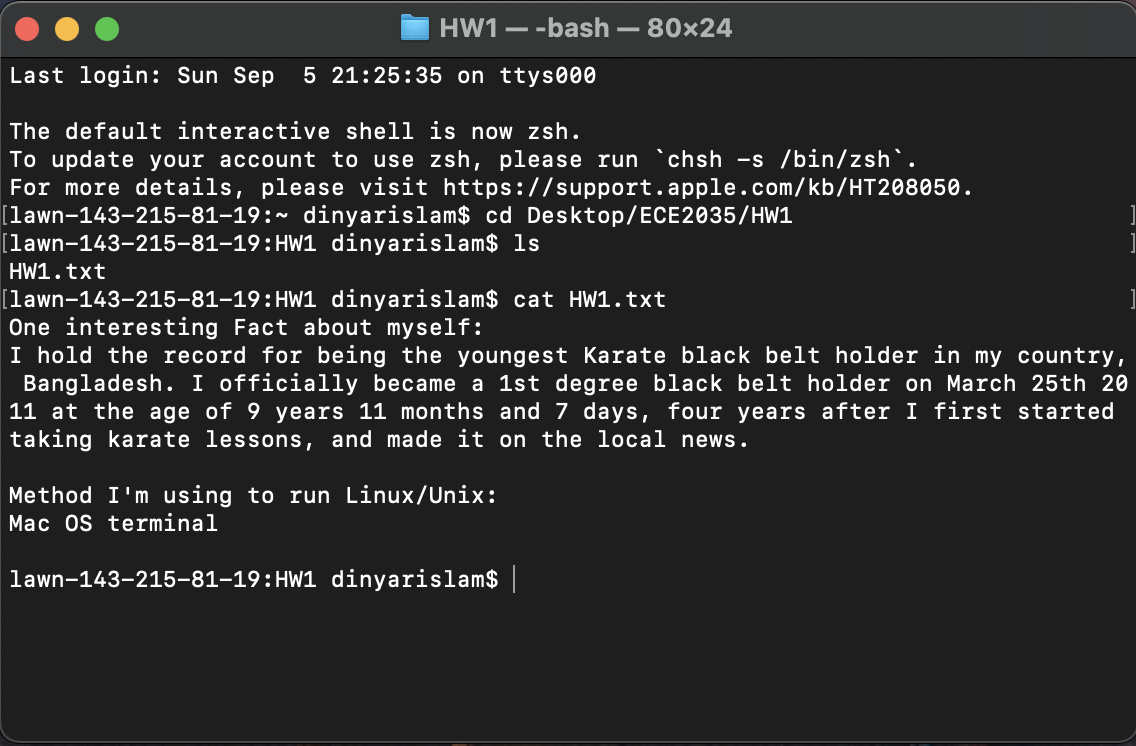 HW1 — -bash — 80×24
Last login: Sun Sep  5 21:25:35 on ttys000
The default interactive shell is now zsh.
To update your account to use zsh, please run `chsh -s /bin/zsh`.
For more details, please visit https://support.apple.com/kb/HT208050.
[lawn-143-215-81-19:~ dinyarislam$ cd Desktop/ECE2035/HW1 ]
[lawn-143-215-81-19:HW1 dinyarislam$ ls ]
HW1.txt
[lawn-143-215-81-19:HW1 dinyarislam$ cat HW1.txt ]
One interesting Fact about myself:
I hold the record for being the youngest Karate black belt holder in my country,
 Bangladesh. I officially became a 1st degree black belt holder on March 25th 20
11 at the age of 9 years 11 months and 7 days, four years after I first started
taking karate lessons, and made it on the local news.
Method I'm using to run Linux/Unix:
Mac OS terminal
lawn-143-215-81-19:HW1 dinyarislam$